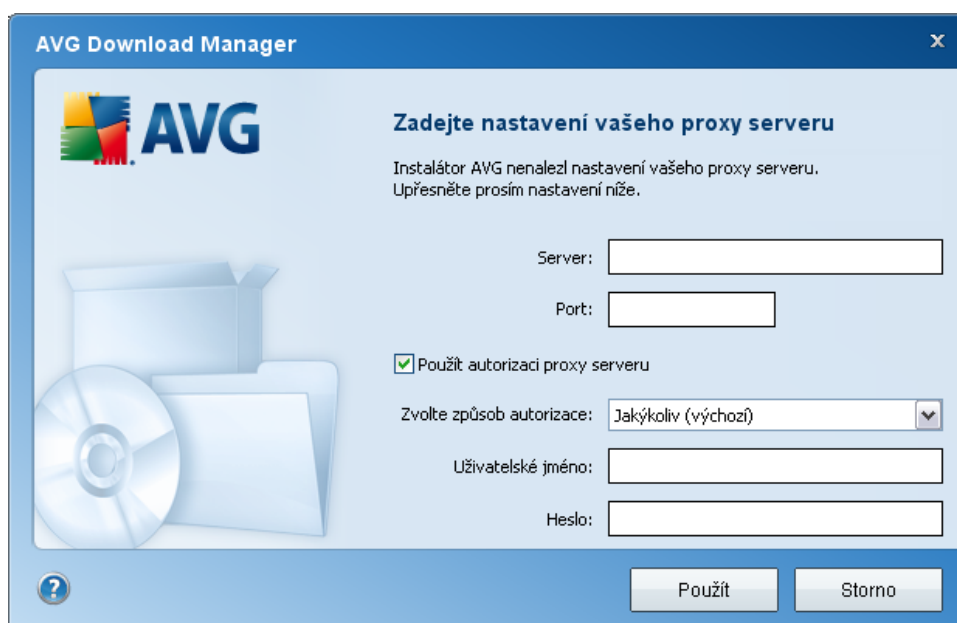 AVG Download Manager
x
AVG
Zadejte nastavení vašeho proxy serveru
Instalátor AVG nenalezl nastavení vašeho proxy serveru.
Upřesněte prosím nastavení níže.
Server:
Port:
Použít autorizaci proxy serveru
Zvolte způsob autorizace: Jakýkoliv (výchozí)
Uživatelské jméno:
Heslo:
? Použít Storno